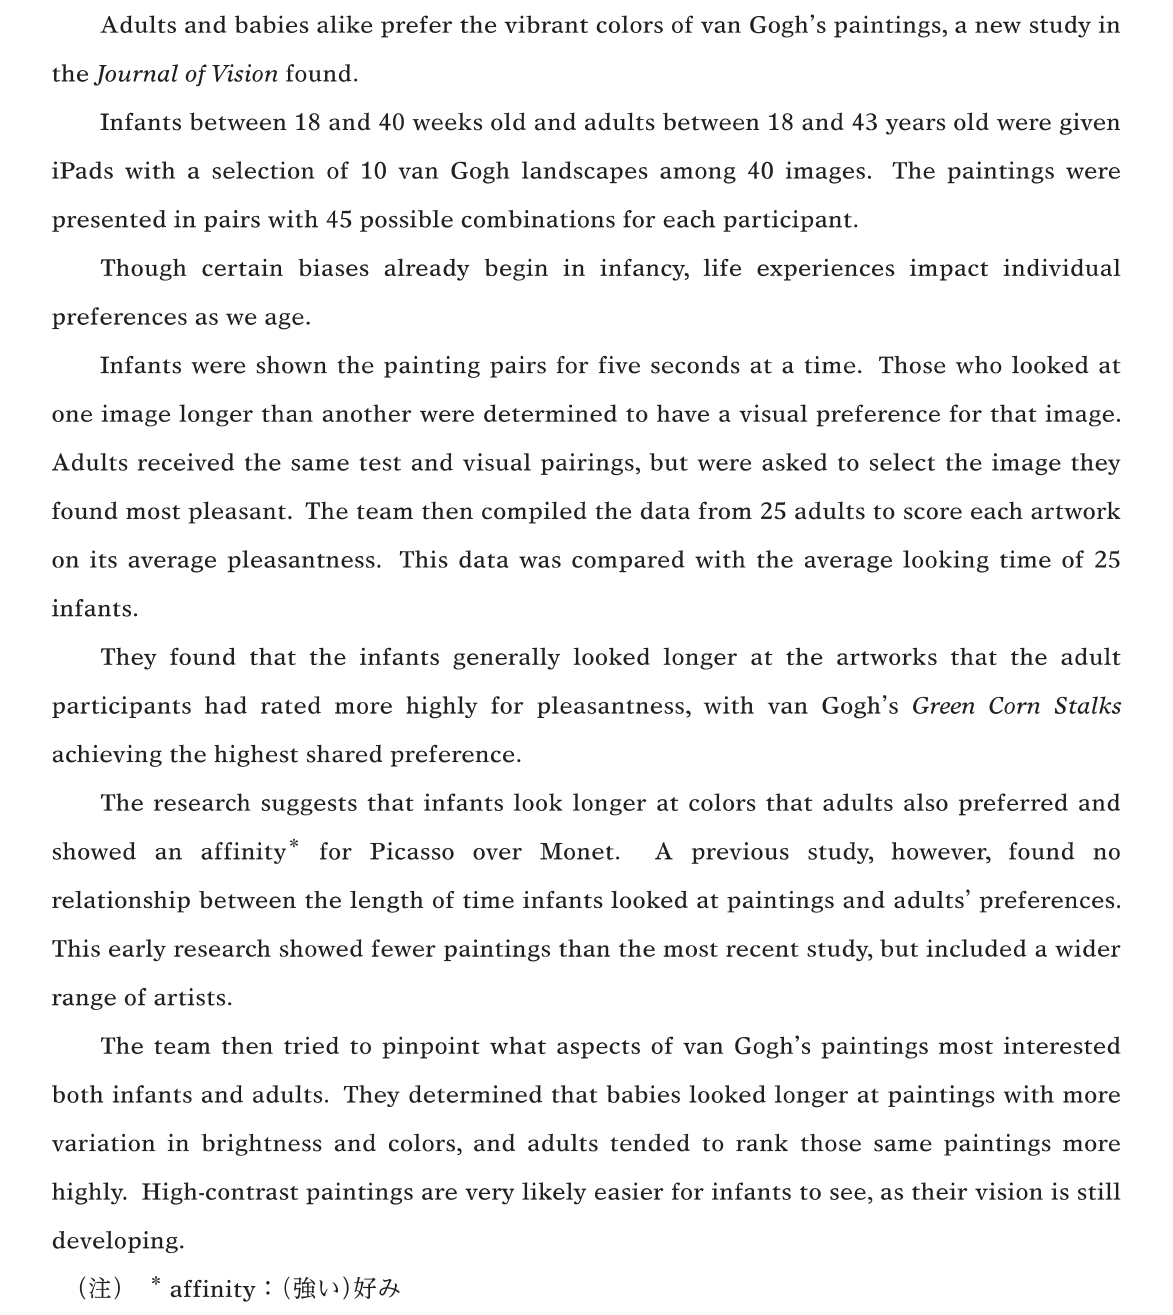 Adults and babies alike prefer the vibrant colors of van Gogh’s paintings, a new study in
the Journal of Vision found.
Infants between 18 and 40 weeks old and adults between 18 and 43 years old were given
iPads with a selection of 10 van Gogh landscapes among 40 images. The paintings were
presented in pairs with 45 possible combinations for each participant.
Though certain biases already begin in infancy, life experiences impact individual
preferences as we age.
Infants were shown the painting pairs for five seconds at a time. Those who looked at
one image longer than another were determined to have a visual preference for that image.
Adults received the same test and visual pairings, but were asked to select the image they
found most pleasant. The team then compiled the data from 25 adults to score each artwork
on its average pleasantness. This data was compared with the average looking time of 25
infants.
They found that the infants generally looked longer at the artworks that the adult
participants had rated more highly for pleasantness, with van Gogh’s Green Corn Stalks
achieving the highest shared preference.
The research suggests that infants look longer at colors that adults also preferred and
showed an affinity* for Picasso over Monet. A previous study, however, found no
relationship between the length of time infants looked at paintings and adults’ preferences.
This early research showed fewer paintings than the most recent study, but included a wider
range of artists.
The team then tried to pinpoint what aspects of van Gogh’s paintings most interested
both infants and adults. They determined that babies looked longer at paintings with more
variation in brightness and colors, and adults tended to rank those same paintings more
highly. High-contrast paintings are very likely easier for infants to see, as their vision is still
developing.
（注） * affinity：（強い）好み